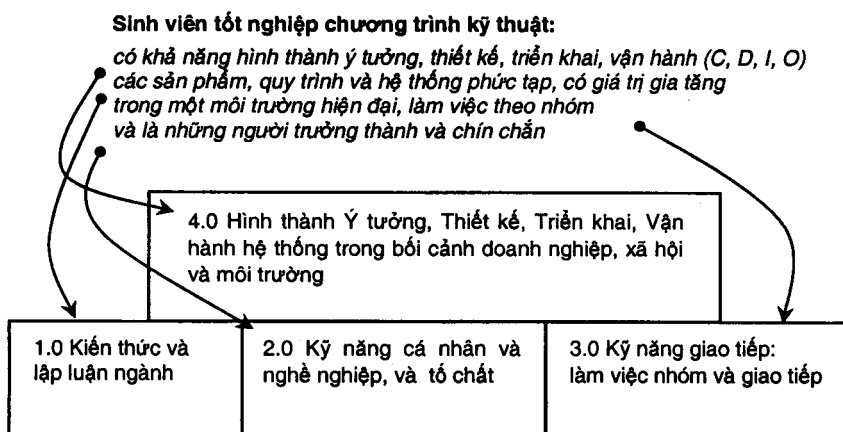 Sinh viên tốt nghiệp chương trình kỹ thuật:
có khả năng hình thành ý tưởng, thiết kế, triển khai, vận hành (C, D, I, O)
các sản phẩm, quy trình và hệ thống phức tạp, có giá trị gia tăng
trong một môi trường hiện đại, làm việc theo nhóm
và là những người trưởng thành và chín chắn
4.0 Hình thành Ý tưởng, Thiết kế, Triển khai, Vận
hành hệ thống trong bối cảnh doanh nghiệp, xã hội
và môi trường
1.0 Kiến thức và
lập luận ngành
2.0 Kỹ năng cá nhân và
nghề nghiệp, và tố chất
3.0 Kỹ năng giao tiếp:
làm việc nhóm và giao tiếp